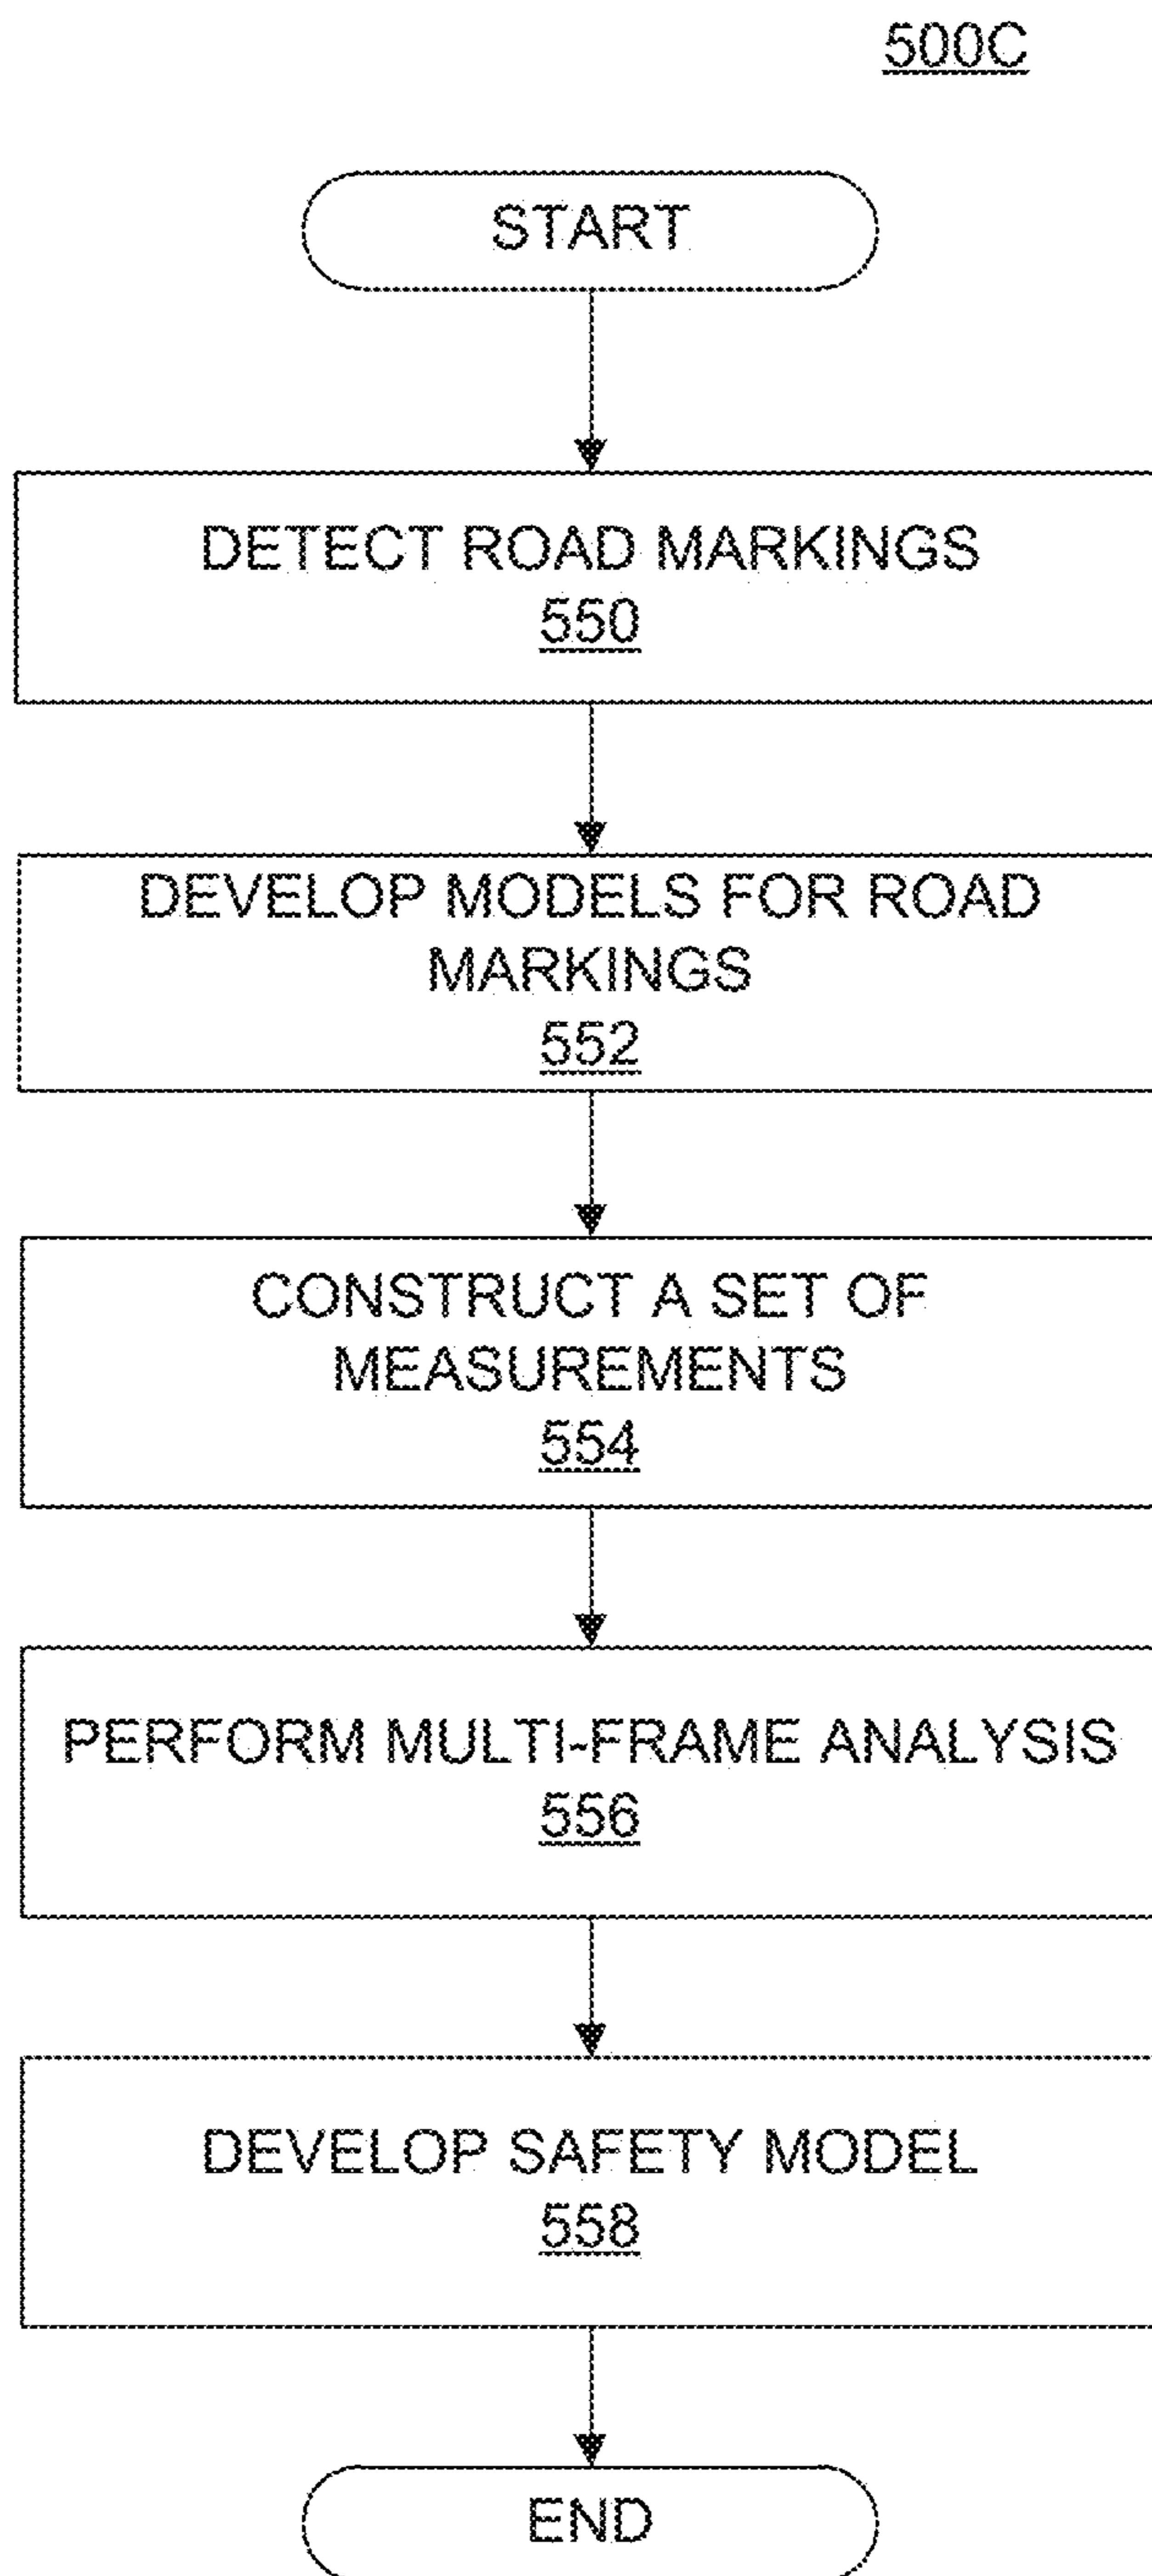 500C
START
DETECT ROAD MARKINGS
550
DEVELOP MODELS FOR ROAD
MARKINGS
552
CONSTRUCT A SET OF
MEASUREMENTS
554
PERFORM MULTI-FRAME ANALYSIS
556
DEVELOP SAFETY MODEL
558
END